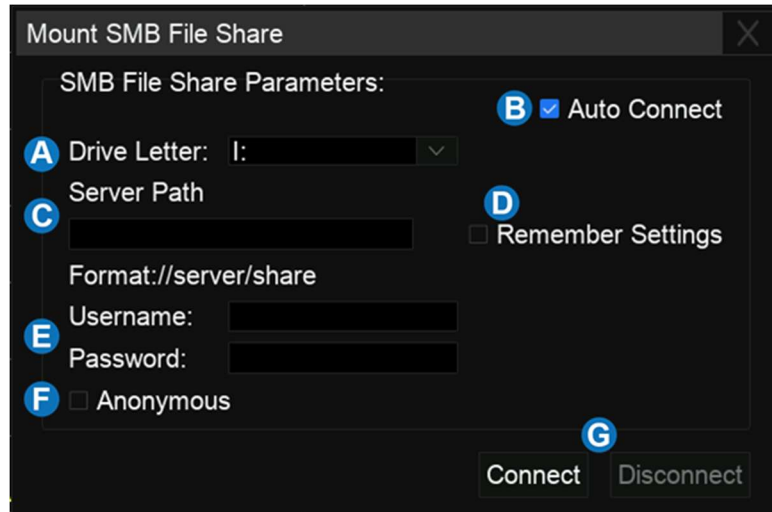 Mount SMB File Share X
SMB File Share Parameters:
B Auto Connect
A Drive Letter: I:
Server Path
C
D
Remember Settings
Format://server/share
Username:
E
Password:
F Anonymous
G
Connect Disconnect